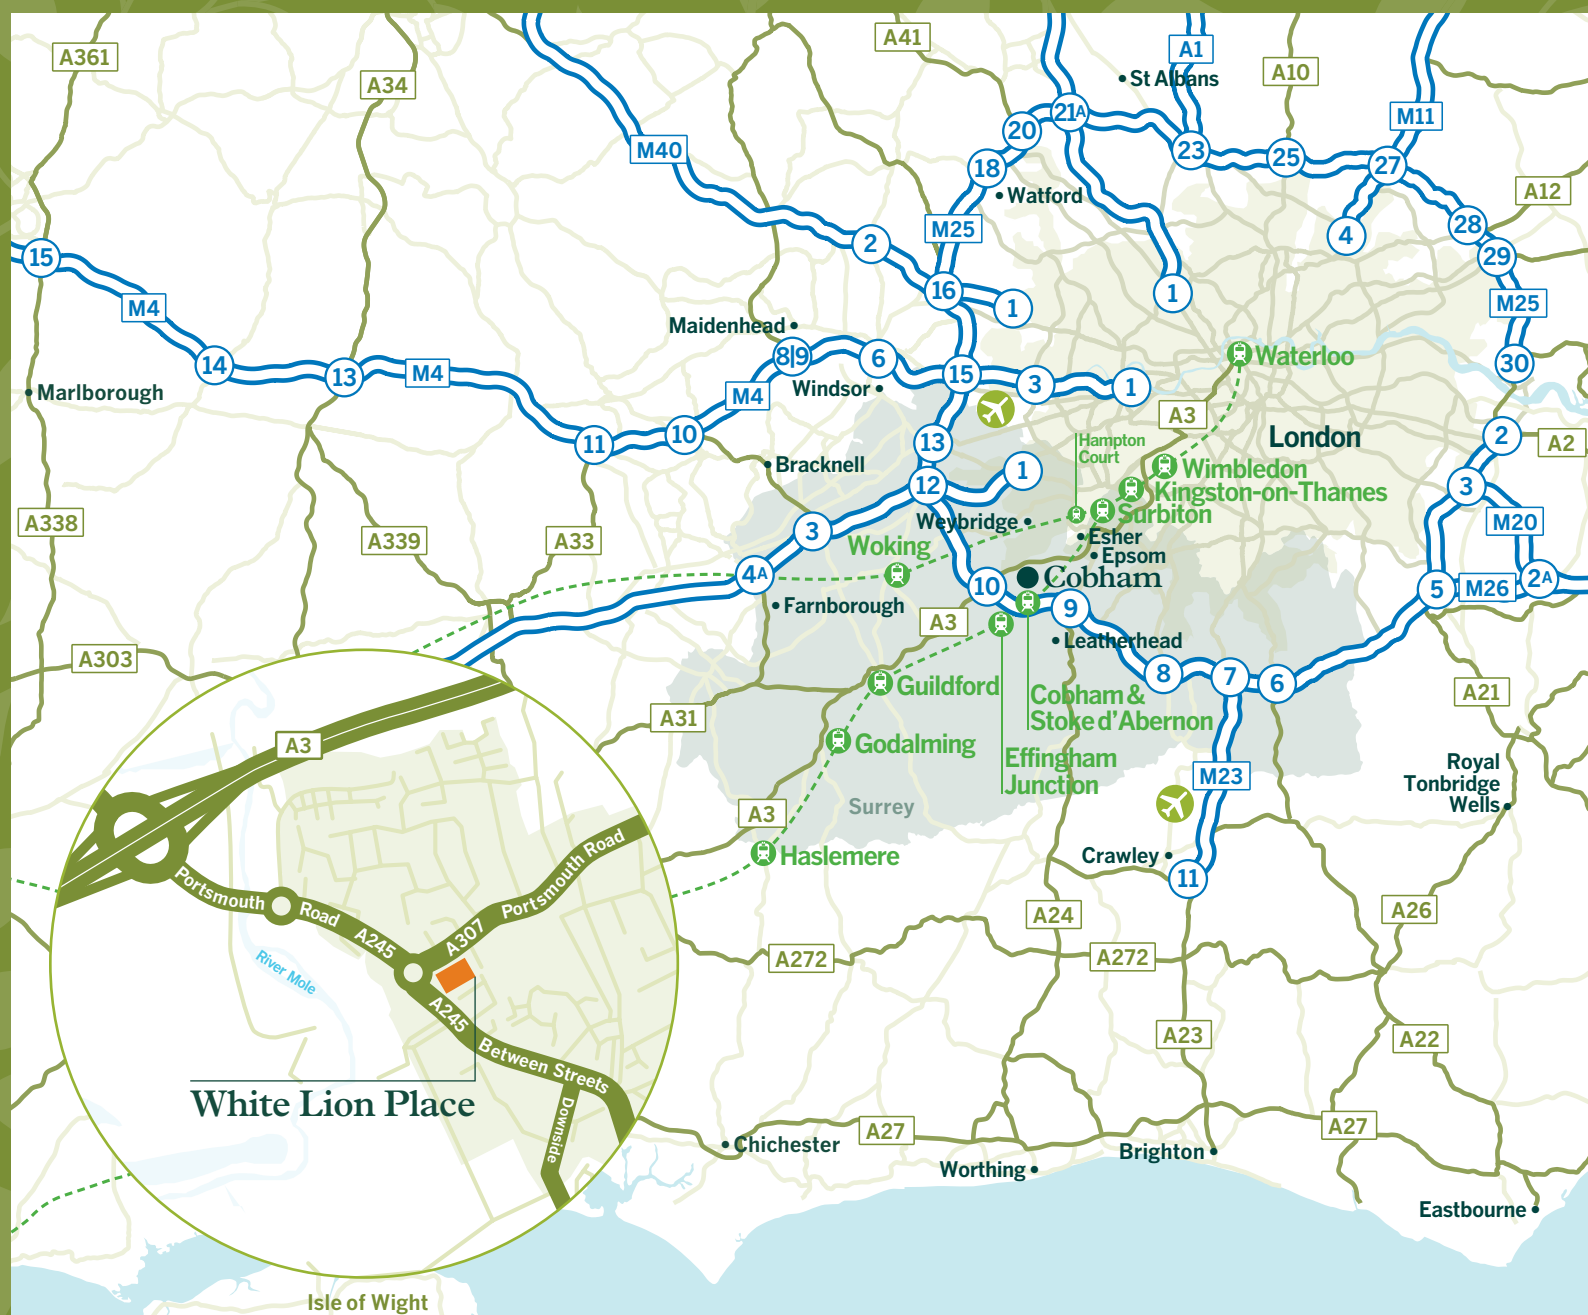 A361
A41
A1
St Albans
A10
A34
M11
21A
20
M40
23
25
27
18
Watford
A12
M25
28
4
2
29
15
16
1
1
M25
M4
Maidenhead
8|9
6
Waterloo
30
14
13
M4
15
3
1
M4
Windsor
Marlborough
A3
London
11
10
13
Hampton
Court
2
A2
Bracknell
Wimbledon
1
12
3
Kingston-on-Thames
Surbiton
A338
Weybridge
M20
A339
A33
3
Esher
Woking
Epsom
4A
10
Cobham
5
M26
2A
Farnborough
9
A3
Leatherhead
A303
8
7
6
Guildford
Cobham &
Stoke d'Abernon
A21
A31
A3
Godalming
Effingham
Junction
M23
Royal
Tonbridge
Wells
A3
Surrey
Haslemere
Crawley
11
Portsmouth
Road
A245
A307
Portsmouth Road
A24
A26
A272
A272
River Mole
A245
A23
A22
Between Streets
White Lion Place
Downside
Chichester
A27
A27
Worthing
Brighton
Eastbourne
Isle of Wight